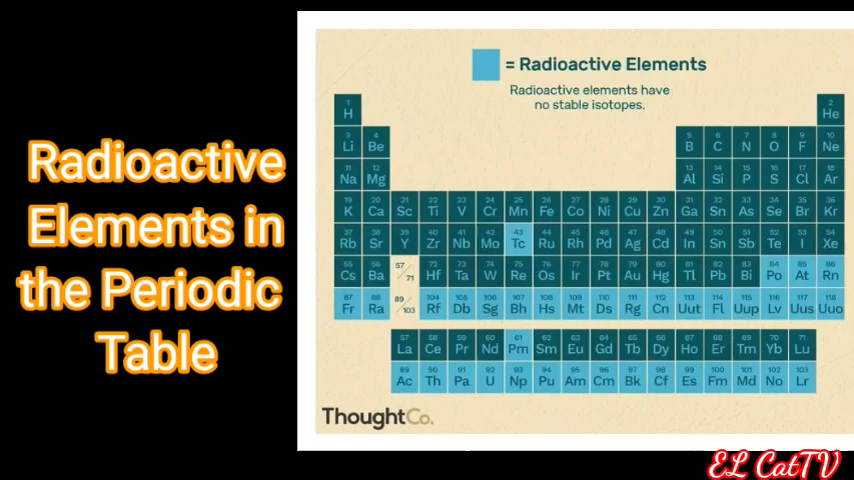 Radioactive
Elements in
the Periodic
Table
= Radioactive Elements
Radioactive elements have
no stable isotopes.
1 2
H He
3 4 5 6 7 8 9 10
Li Be B C N O F Ne
11 12 13 14 15 16 17 18
Na Mg Al Si P S Cl Ar
19 20 21 22 23 24 25 26 27 28 29 30 31 32 33 34 35 36
K Ca Sc Ti V Cr Mn Fe Co Ni Cu Zn Ga Sn As Se Br Kr
37 38 39 40 41 42 43 44 45 46 47 48 49 50 51 52 53 54
Rb Sr Y Zr Nb Mo Tc Ru Rh Pd Ag Cd In Sn Sb Te I Xe
55 56 57/71 72 73 74 75 76 77 78 79 80 81 82 83 84 85 86
Cs Ba Hf Ta W Re Os Ir Pt Au Hg Tl Pb Bi Po At Rn
87 88 89/103 104 105 106 107 108 109 110 111 112 113 114 115 116 117 118
Fr Ra Rf Db Sg Bh Hs Mt Ds Rg Cn Uut Fl Uup Lv Uus Uuo
57 58 59 60 61 62 63 64 65 66 67 68 69 70 71
La Ce Pr Nd Pm Sm Eu Gd Tb Dy Ho Er Tm Yb Lu
89 90 91 92 93 94 95 96 97 98 99 100 101 102 103
Ac Th Pa U Np Pu Am Cm Bk Cf Es Fm Md No Lr
ThoughtCo.
EL CatTV